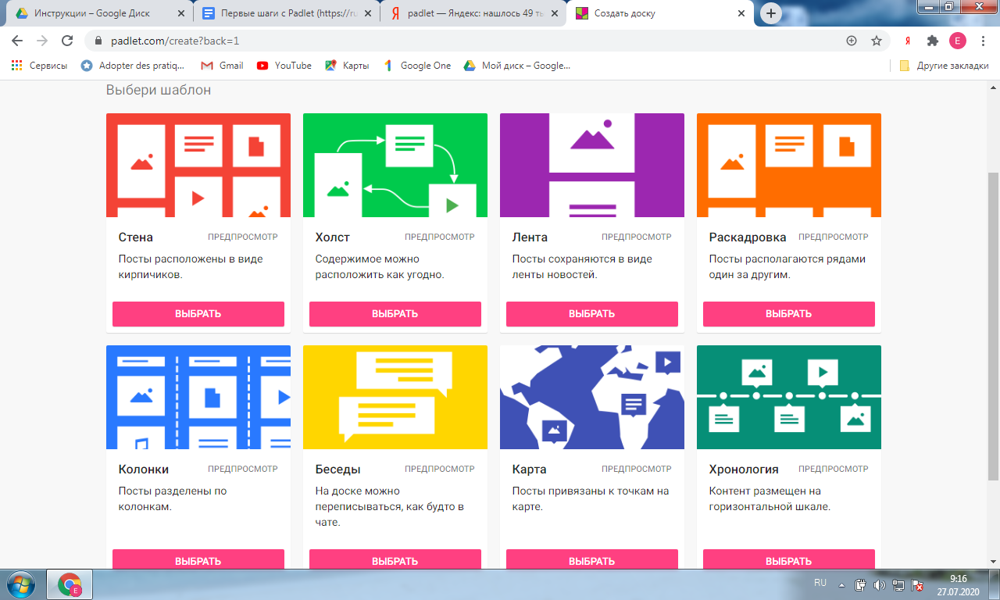 Инструкции – Google Диск
Первые шаги с Padlet (https://ru
padlet — Яндекс: нашлось 49 ты
Создать доску
padlet.com/create?back=1
Я
E
Сервисы
Adopter des pratiq...
Gmail
YouTube
Карты
Google One
Мой диск – Google...
Другие закладки
Выбери шаблон
Стена ПРЕДПРОСМОТР
Посты расположены в виде
кирпичиков.
ВЫБРАТЬ
Холст ПРЕДПРОСМОТР
Содержимое можно
расположить как угодно.
ВЫБРАТЬ
Лента ПРЕДПРОСМОТР
Посты сохраняются в виде
ленты новостей.
ВЫБРАТЬ
Раскадровка ПРЕДПРОСМОТР
Посты располагаются рядами
один за другим.
ВЫБРАТЬ
Колонки ПРЕДПРОСМОТР
Посты разделены по
колонкам.
ВЫБРАТЬ
Беседы ПРЕДПРОСМОТР
На доске можно
переписываться, как будто в
чате.
ВЫБРАТЬ
Карта ПРЕДПРОСМОТР
Посты привязаны к точкам на
карте.
ВЫБРАТЬ
Хронология ПРЕДПРОСМОТР
Контент размещен на
горизонтальной шкале.
ВЫБРАТЬ
E
RU
9:16
27.07.2020